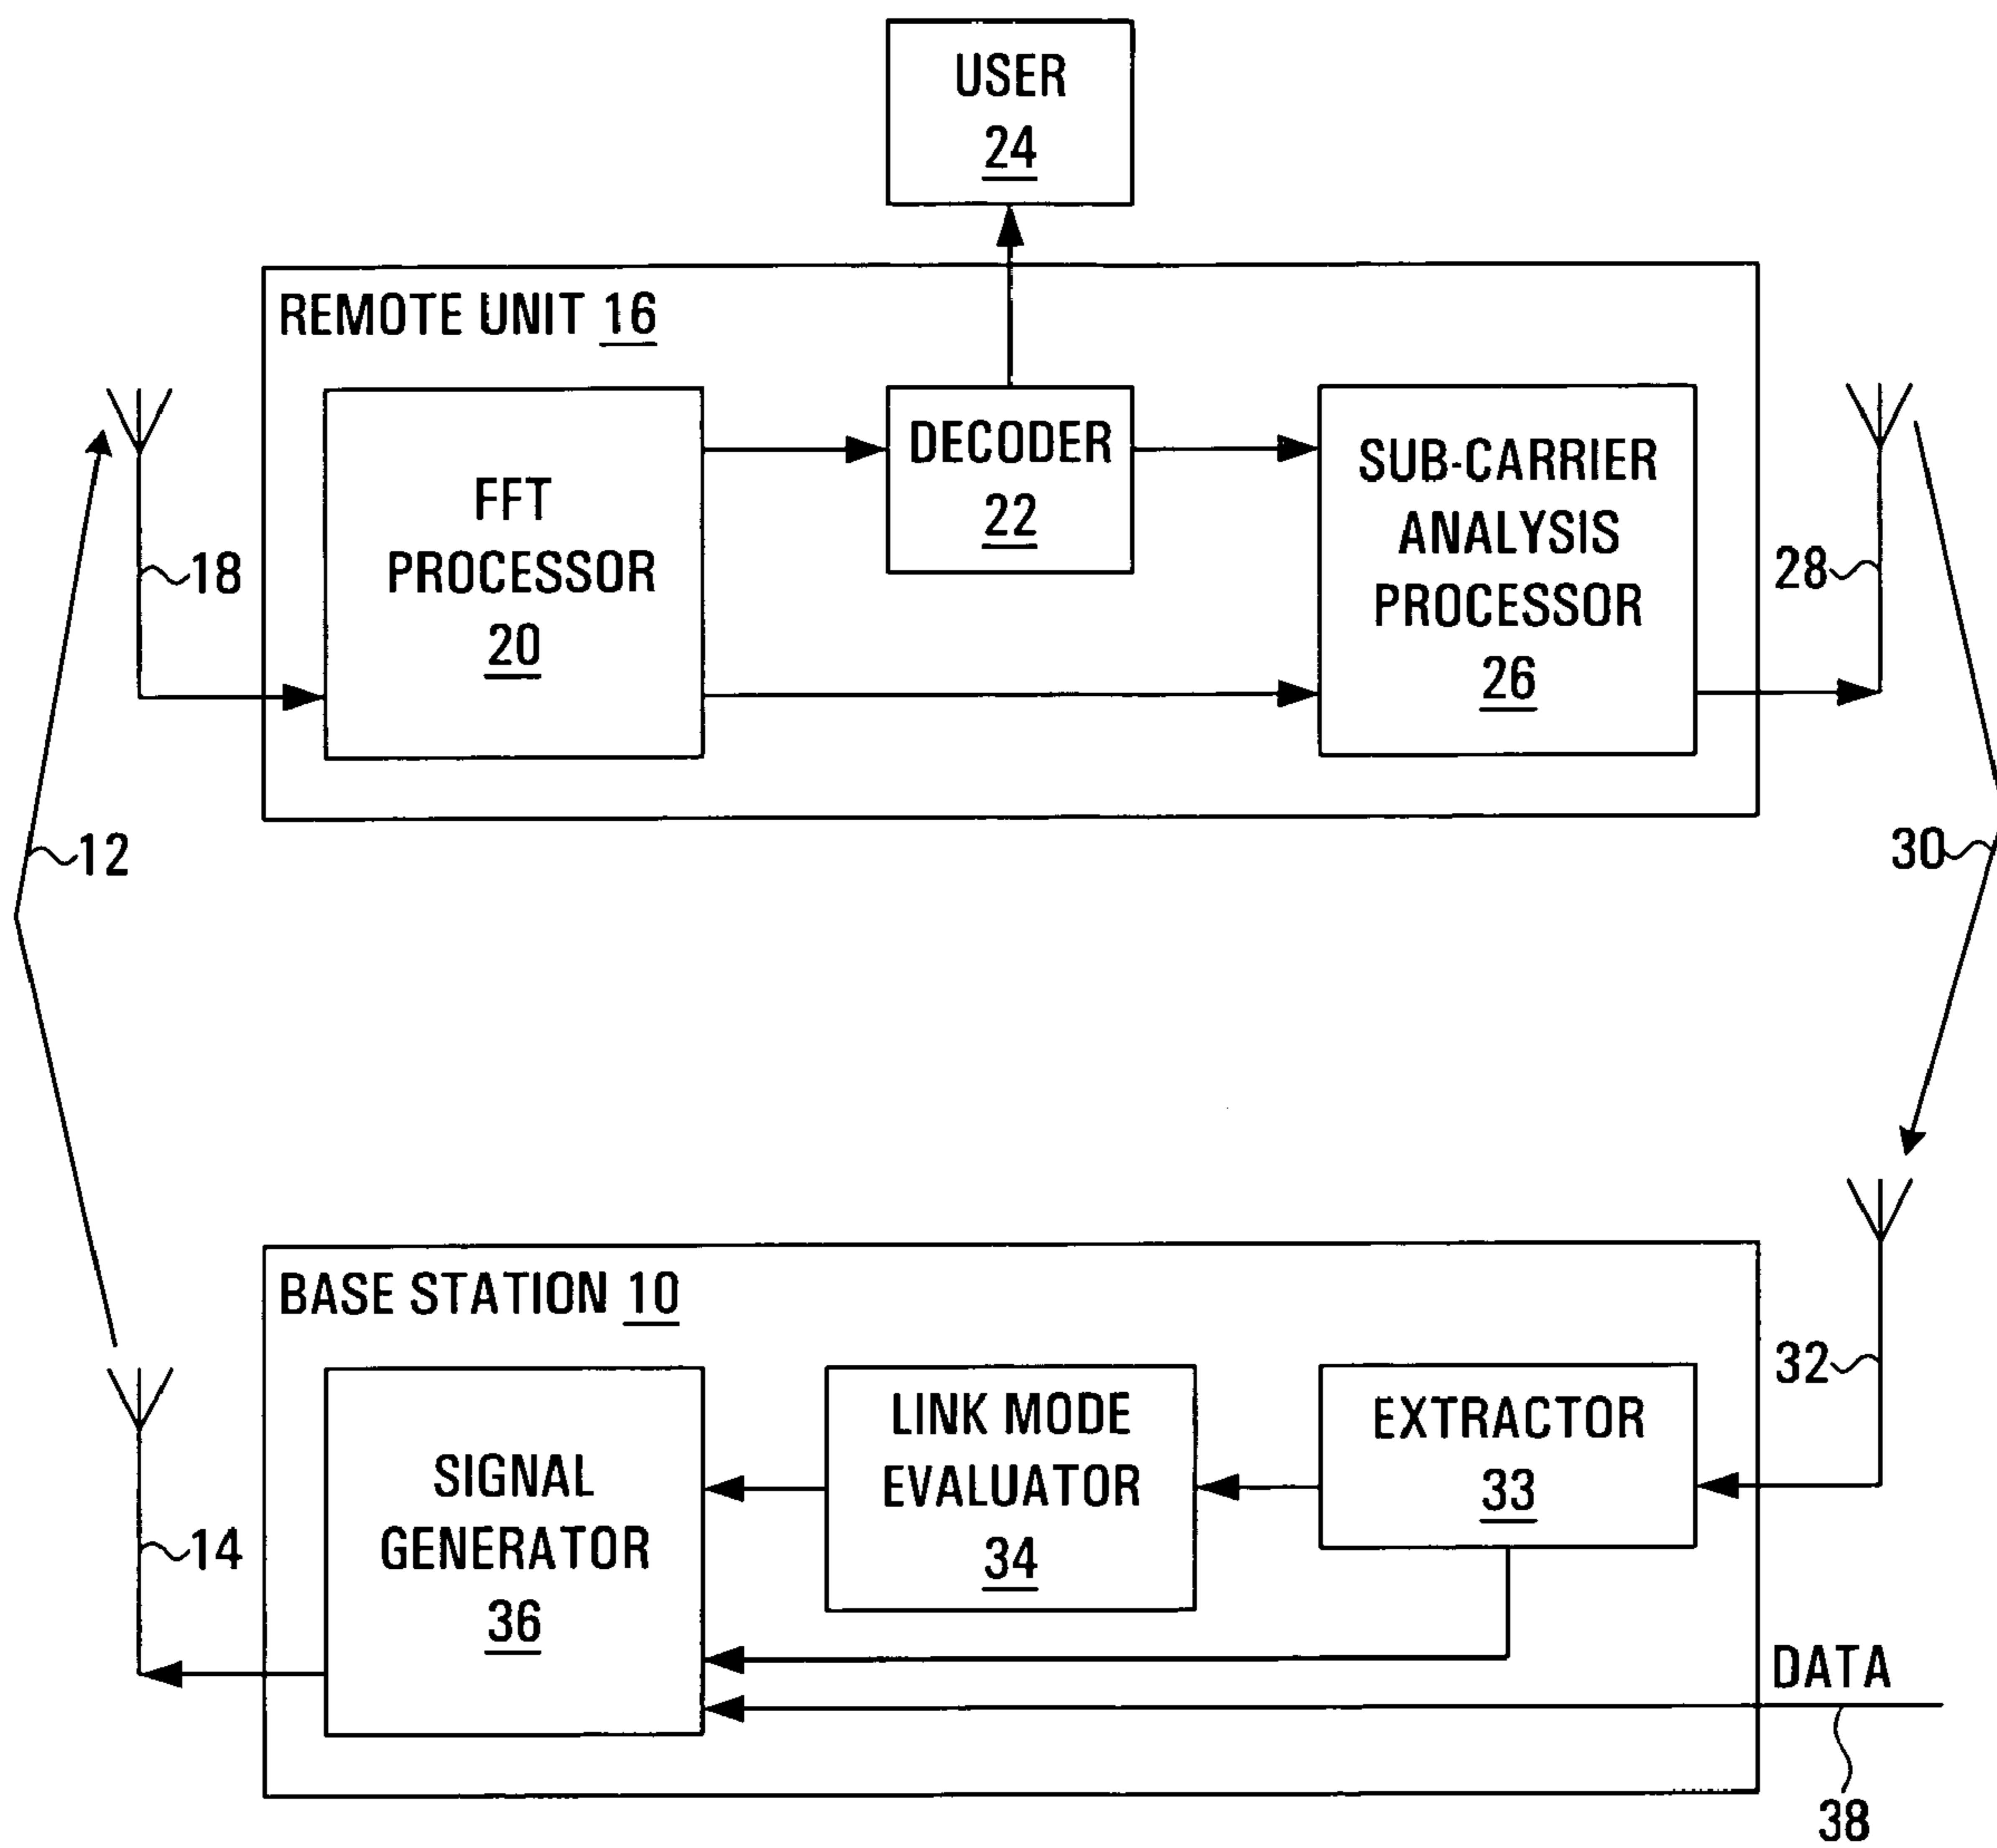 USER
24
REMOTE UNIT 16
FFT
PROCESSOR
20
DECODER
22
SUB-CARRIER
ANALYSIS
PROCESSOR
26
18
28
12
30
BASE STATION 10
SIGNAL
GENERATOR
36
LINK MODE
EVALUATOR
34
EXTRACTOR
33
32
14
DATA
38